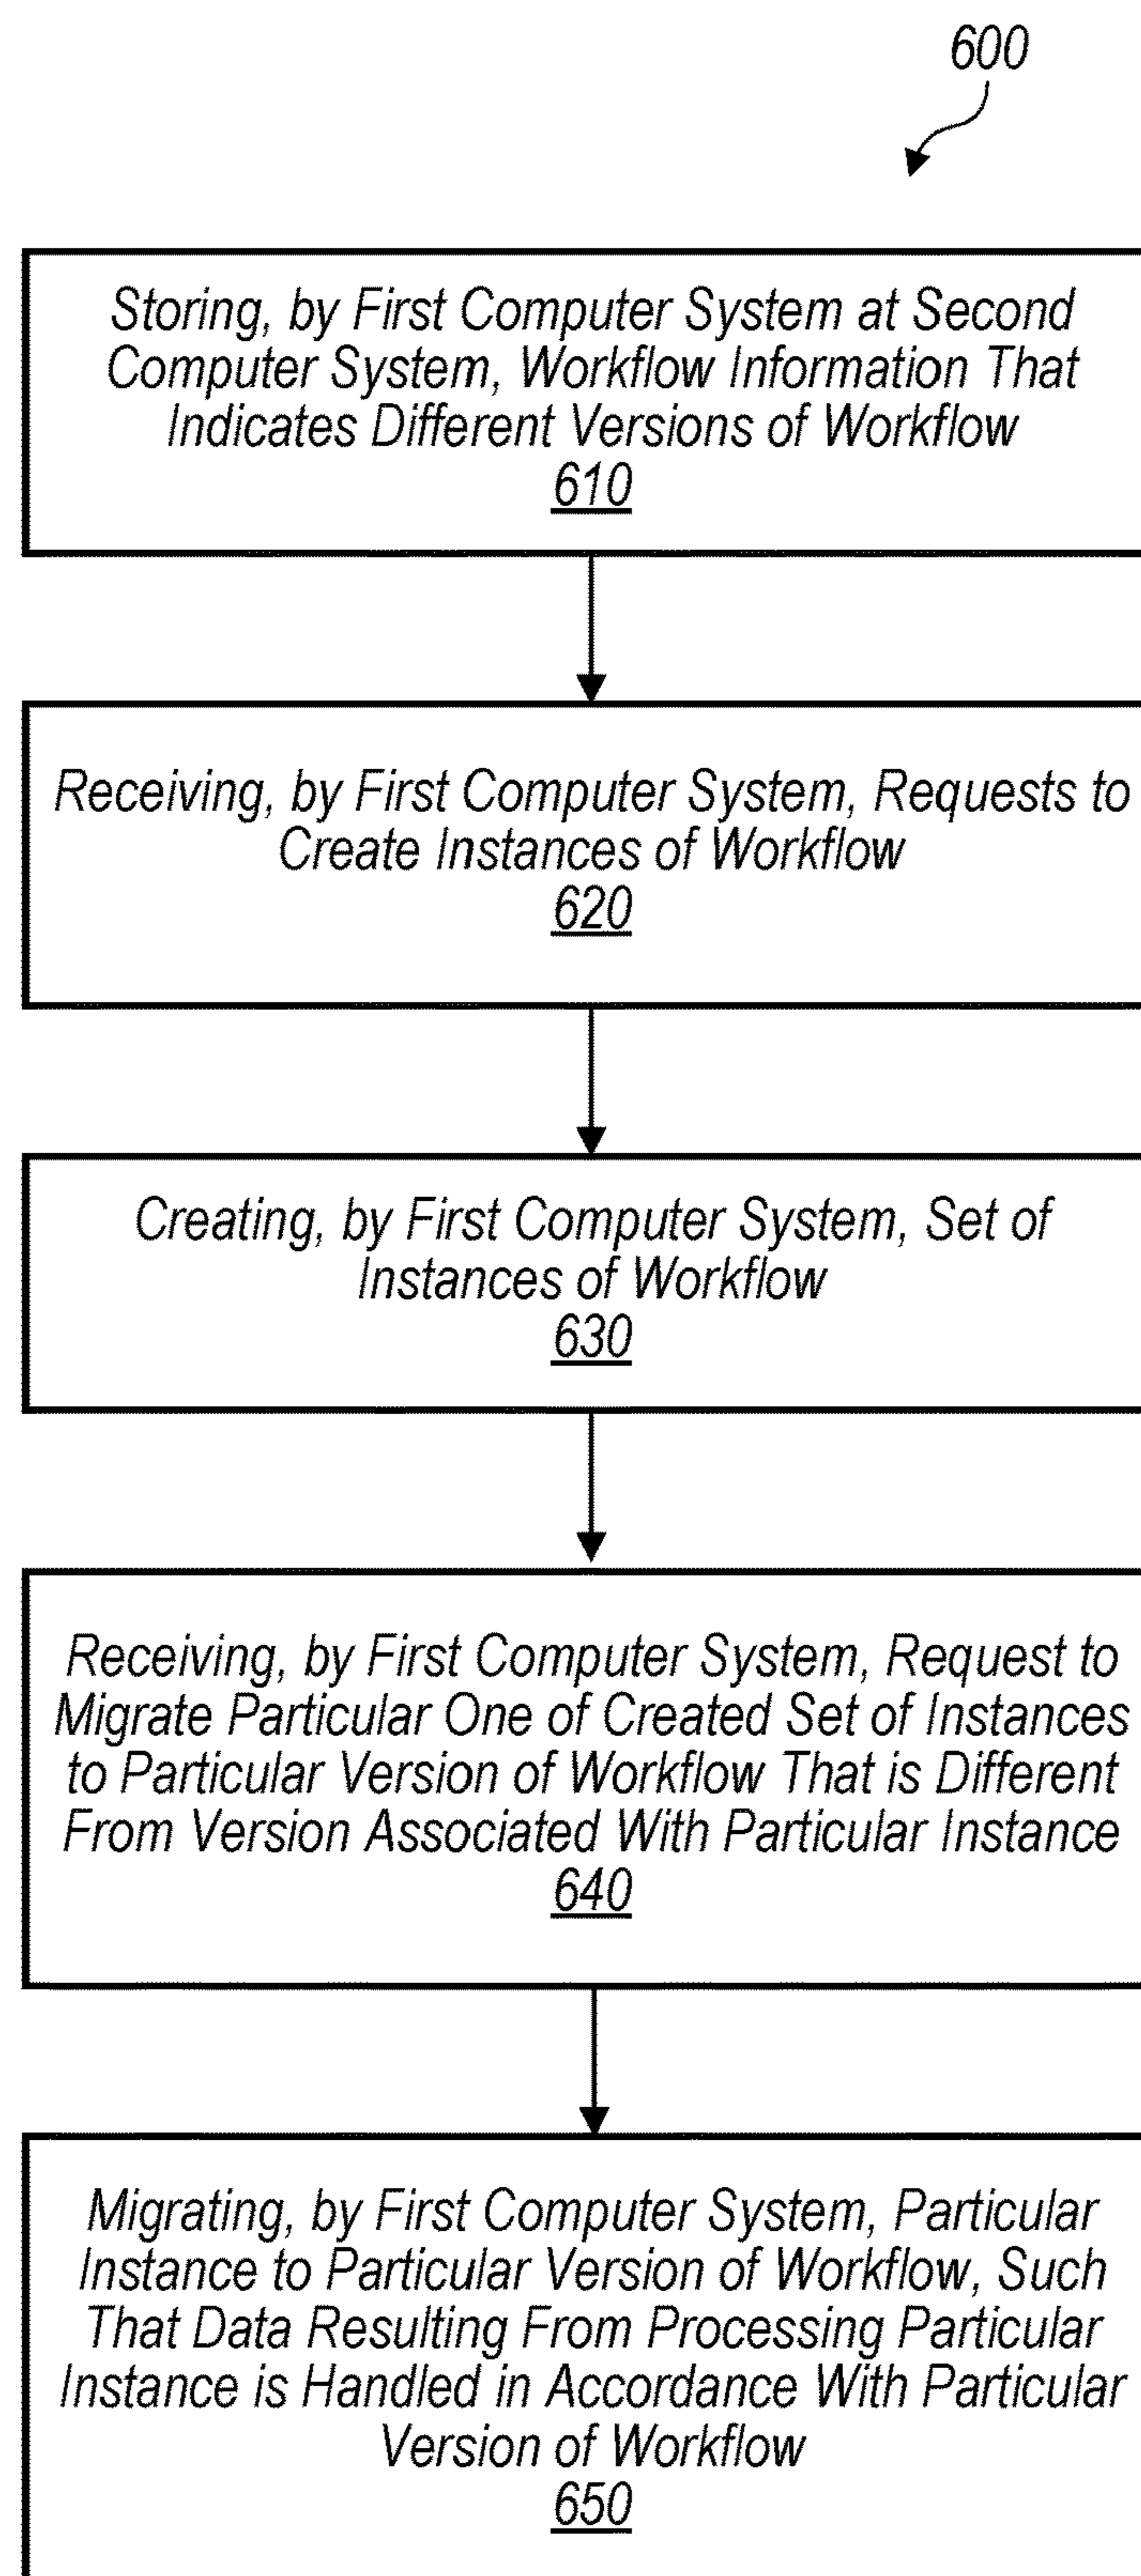 600
Storing, by First Computer System at Second
Computer System, Workflow Information That
Indicates Different Versions of Workflow
610
Receiving, by First Computer System, Requests to
Create Instances of Workflow
620
Creating, by First Computer System, Set of
Instances of Workflow
630
Receiving, by First Computer System, Request to
Migrate Particular One of Created Set of Instances
to Particular Version of Workflow That is Different
From Version Associated With Particular Instance
640
Migrating, by First Computer System, Particular
Instance to Particular Version of Workflow, Such
That Data Resulting From Processing Particular
Instance is Handled in Accordance With Particular
Version of Workflow
650